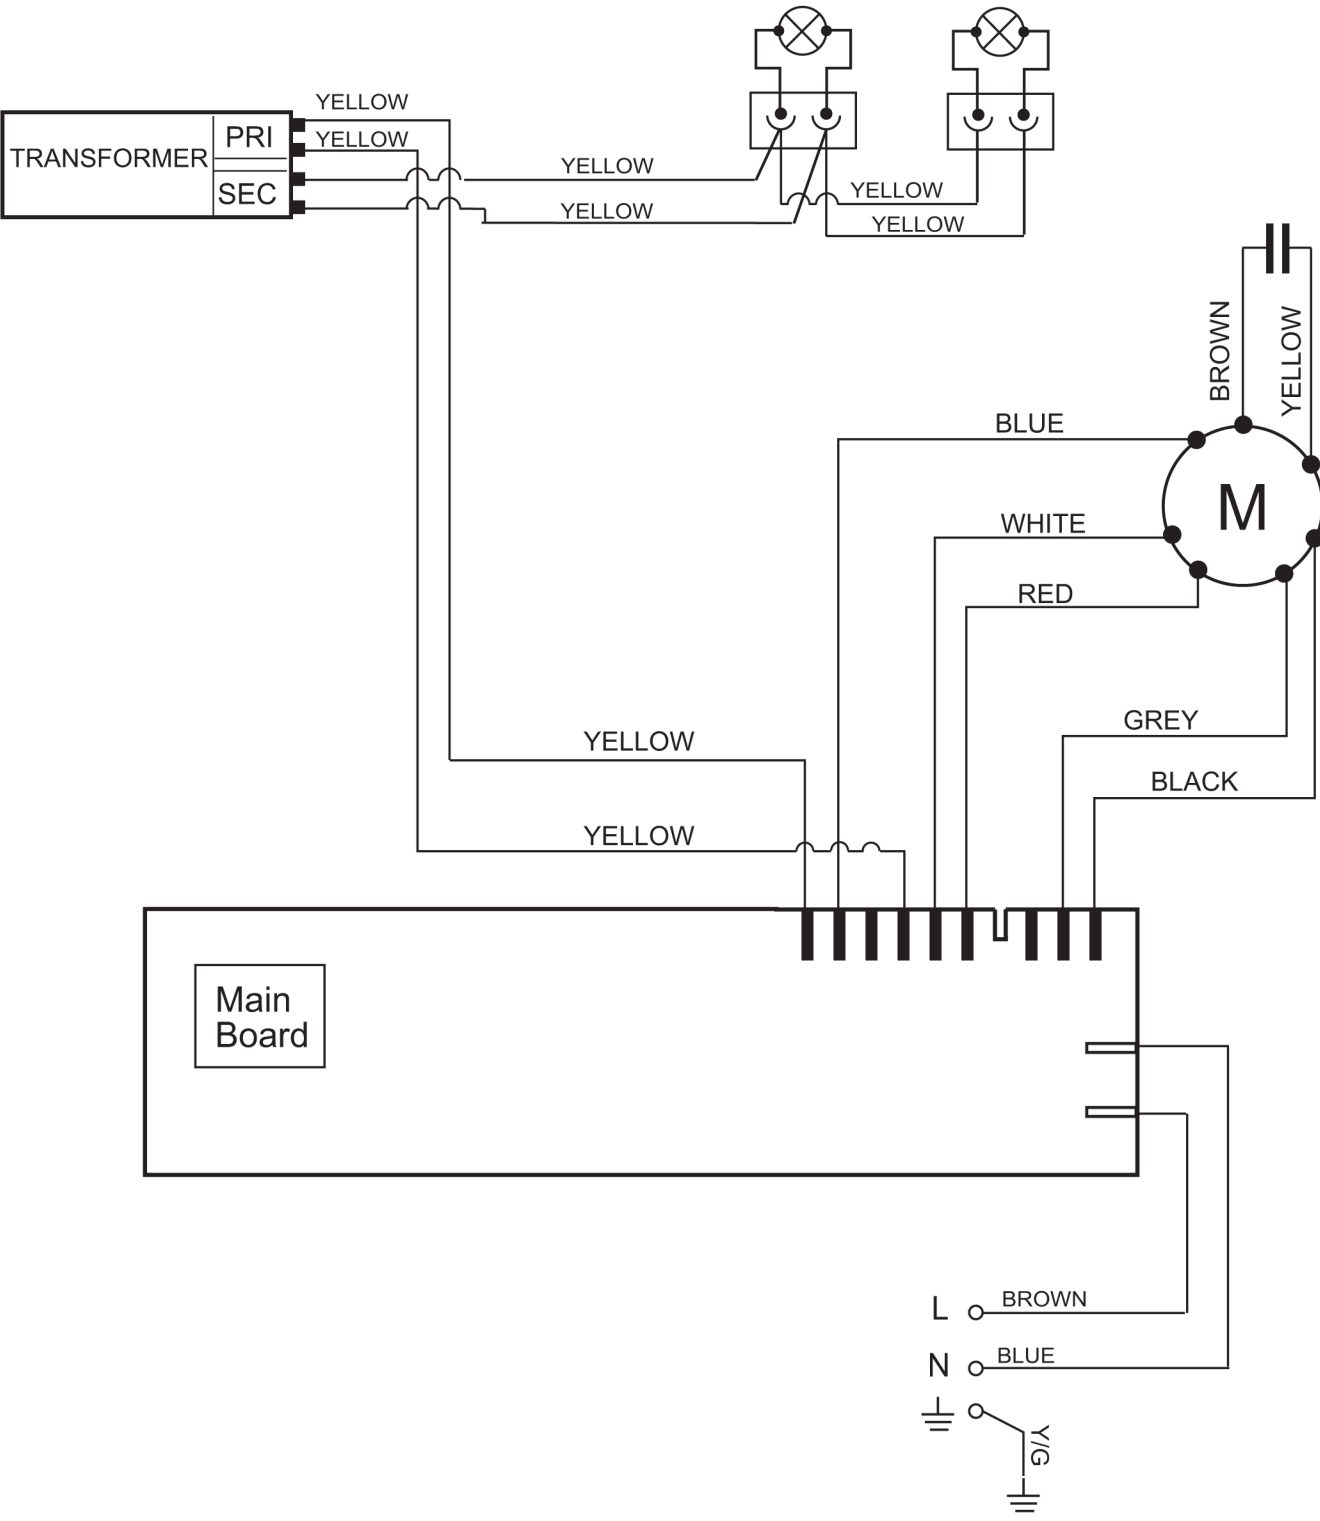 YELLOW
PRI
YELLOW
TRANSFORMER
YELLOW
SEC
YELLOW
YELLOW
YELLOW
BROWN
YELLOW
BLUE
M
WHITE
RED
GREY
YELLOW
BLACK
YELLOW
Main
Board
L
BROWN
N
BLUE
Y/G